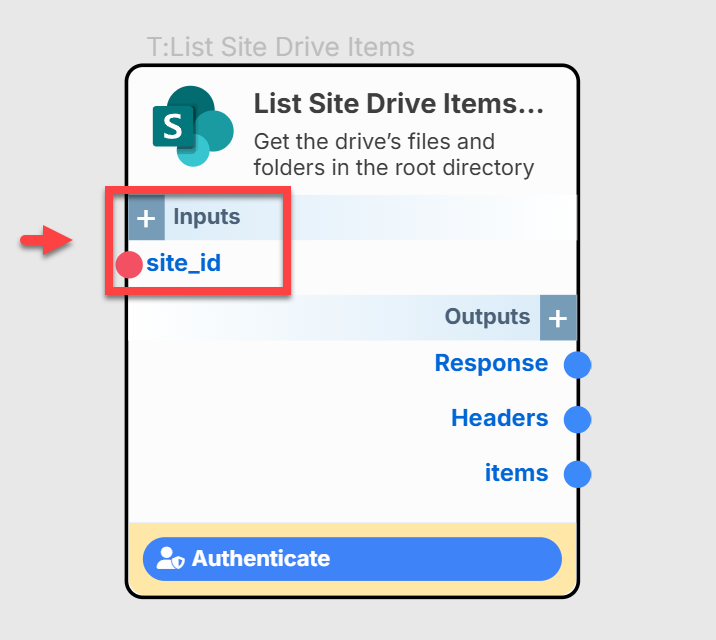 T:List Site Drive Items
S
List Site Drive Items...
Get the drive's files and
folders in the root directory
+ Inputs
site_id
Outputs +
Response
Headers
items
Authenticate